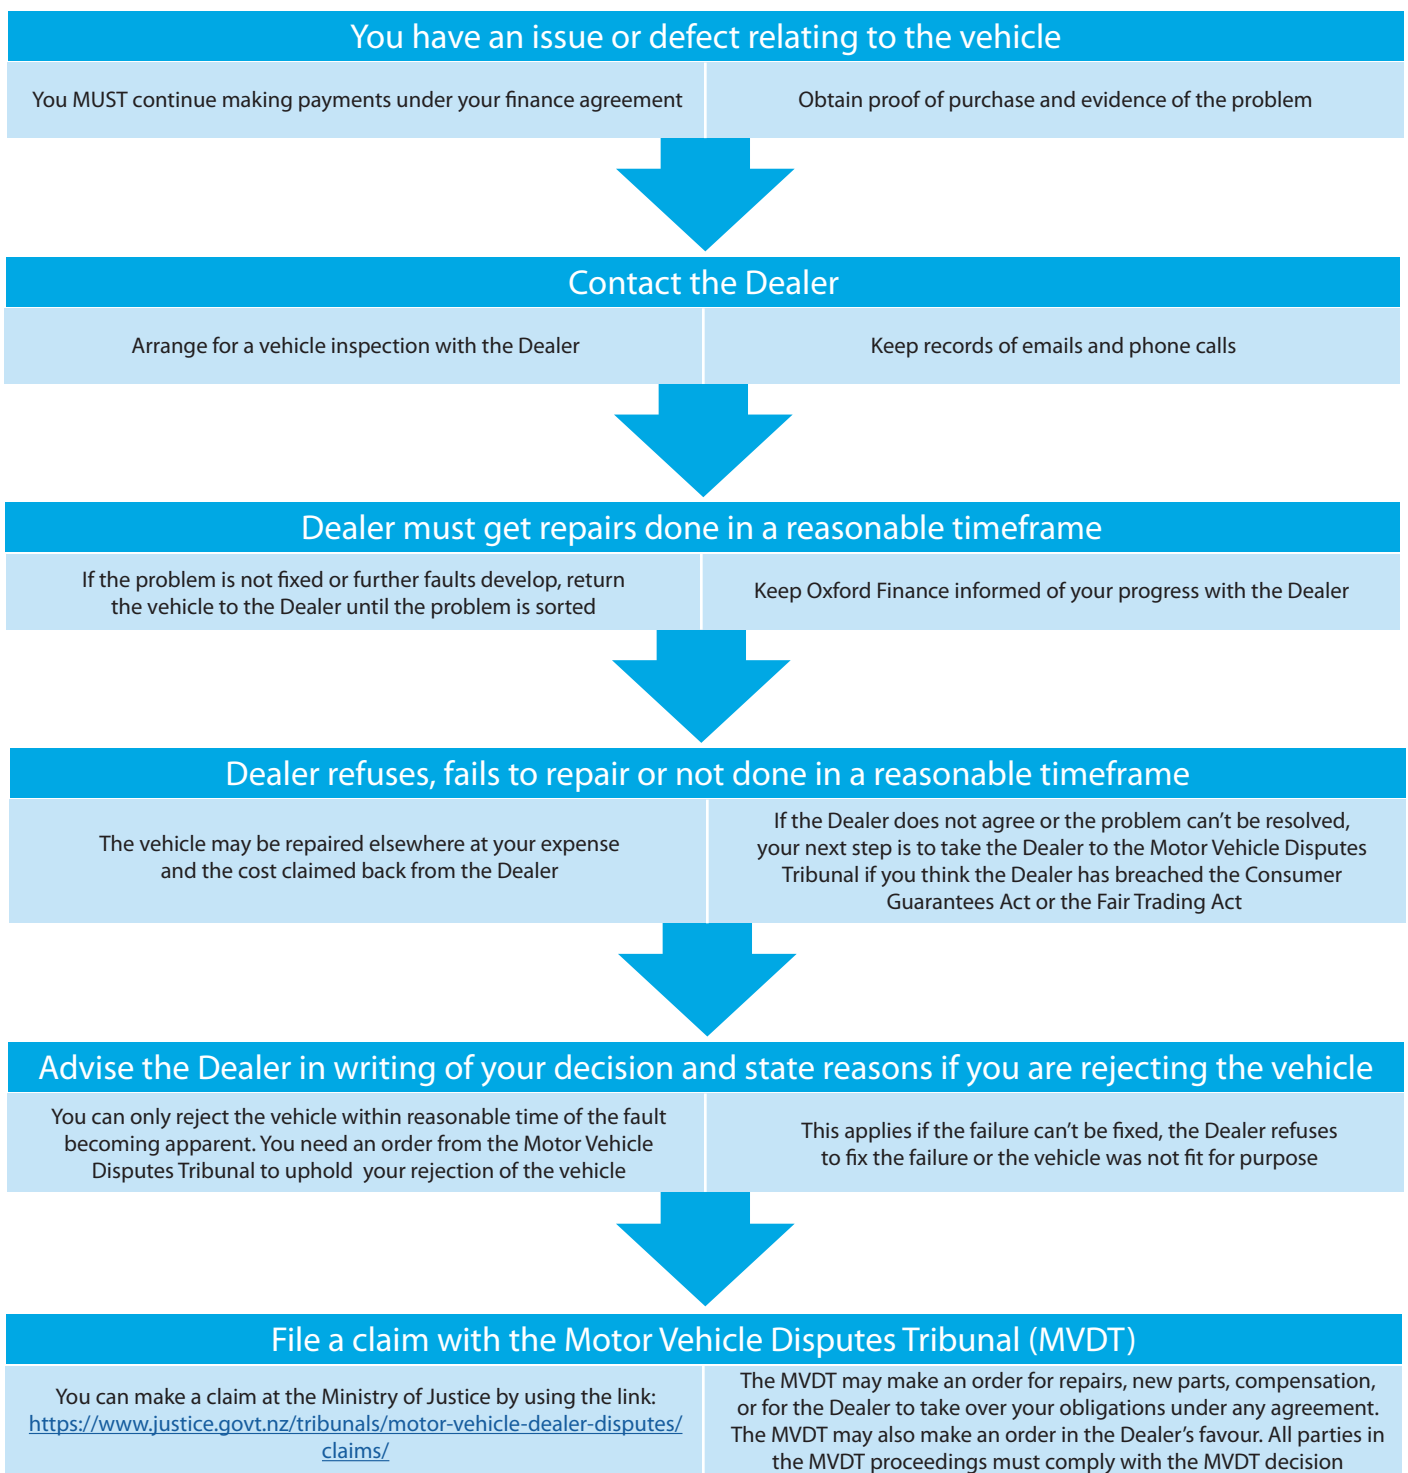 You have an issue or defect relating to the vehicle
You MUST continue making payments under your finance agreement
Obtain proof of purchase and evidence of the problem
Contact the Dealer
Arrange for a vehicle inspection with the Dealer
Keep records of emails and phone calls
Dealer must get repairs done in a reasonable timeframe
If the problem is not fixed or further faults develop, return
the vehicle to the Dealer until the problem is sorted
Keep Oxford Finance informed of your progress with the Dealer
Dealer refuses, fails to repair or not done in a reasonable timeframe
The vehicle may be repaired elsewhere at your expense
and the cost claimed back from the Dealer
If the Dealer does not agree or the problem can't be resolved,
your next step is to take the Dealer to the Motor Vehicle Disputes
Tribunal if you think the Dealer has breached the Consumer
Guarantees Act or the Fair Trading Act
Advise the Dealer in writing of your decision and state reasons if you are rejecting the vehicle
You can only reject the vehicle within reasonable time of the fault
becoming apparent. You need an order from the Motor Vehicle
Disputes Tribunal to uphold  your rejection of the vehicle
This applies if the failure can't be fixed, the Dealer refuses
to fix the failure or the vehicle was not fit for purpose
File a claim with the Motor Vehicle Disputes Tribunal (MVDT)
You can make a claim at the Ministry of Justice by using the link:
https://www.justice.govt.nz/tribunals/motor-vehicle-dealer-disputes/
claims/
The MVDT may make an order for repairs, new parts, compensation,
or for the Dealer to take over your obligations under any agreement.
The MVDT may also make an order in the Dealer's favour. All parties in
the MVDT proceedings must comply with the MVDT decision